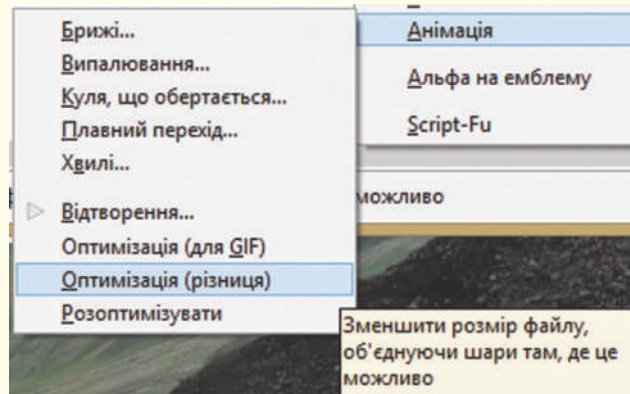 Брижі...
Випалювання...
Куля, що обертається...
Плавний перехід...
Хвилі...
Відтворення...
Оптимізація (для GIF)
Оптимізація (різниця)
Розоптимізувати
Анімація
Альфа на емблему
Script-Fu
можливо
Зменшити розмір файлу,
об'єднуючи шари там, де це
можливо